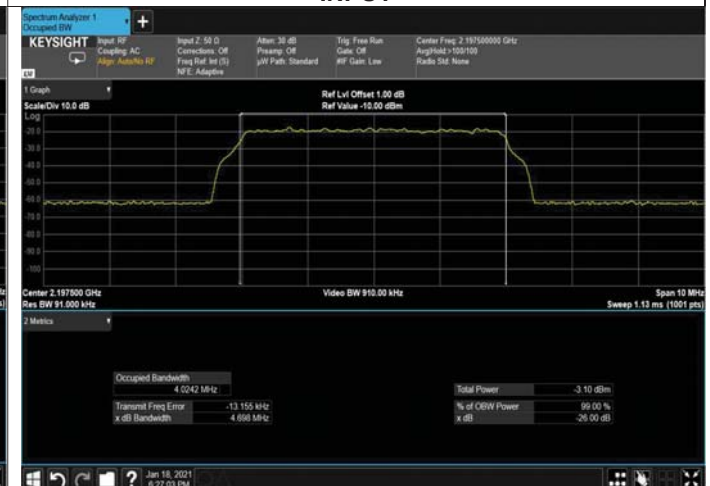 INPUT
Spectrum Analyzer 1
Occupied BW
+
KEYSIGHT
Input: RF
Coupling: AC
Align: Auto/No RF
Input Z: 50 Ω
Corrections: Off
Freq Ref: Int (S)
NFE: Adaptive
Atten: 30 dB
Preamp: Off
µW Path: Standard
Trig: Free Run
Gate: Off
#IF Gain: Low
Center Freq: 2.197500000 GHz
Avg|Hold:>100/100
Radio Std: None
1 Graph
Scale/Div 10.0 dB
Ref Lvl Offset 1.00 dB
Ref Value -10.00 dBm
Log
-20.0
-30.0
-40.0
-50.0
-60.0
-70.0
-80.0
-90.0
-100
Center 2.197500 GHz
Res BW 91.000 kHz
Video BW 910.00 kHz
Span 10 MHz
Sweep 1.13 ms (1001 pts)
2 Metrics
Occupied Bandwidth
4.0242 MHz
Transmit Freq Error -13.155 kHz
x dB Bandwidth 4.698 MHz
Total Power -3.10 dBm
% of OBW Power 99.00 %
x dB -26.00 dB
?
Jan 18, 2021
6:27:03 PM